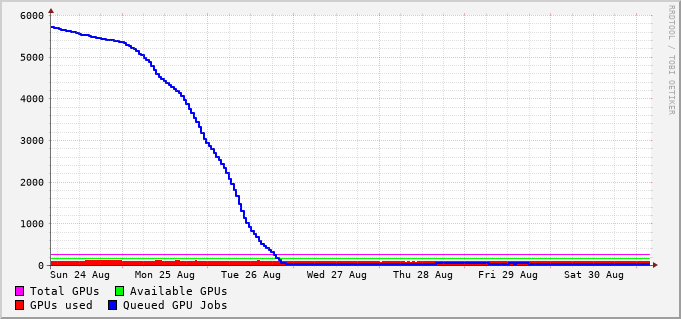 6000
5000
4000
3000
2000
1000
0
Sun 24 Aug Mon 25 Aug Tue 26 Aug Wed 27 Aug Thu 28 Aug Fri 29 Aug Sat 30 Aug
Total GPUs Available GPUs
GPUs used Queued GPU Jobs
RRDTOOL / TOBI OETIKER